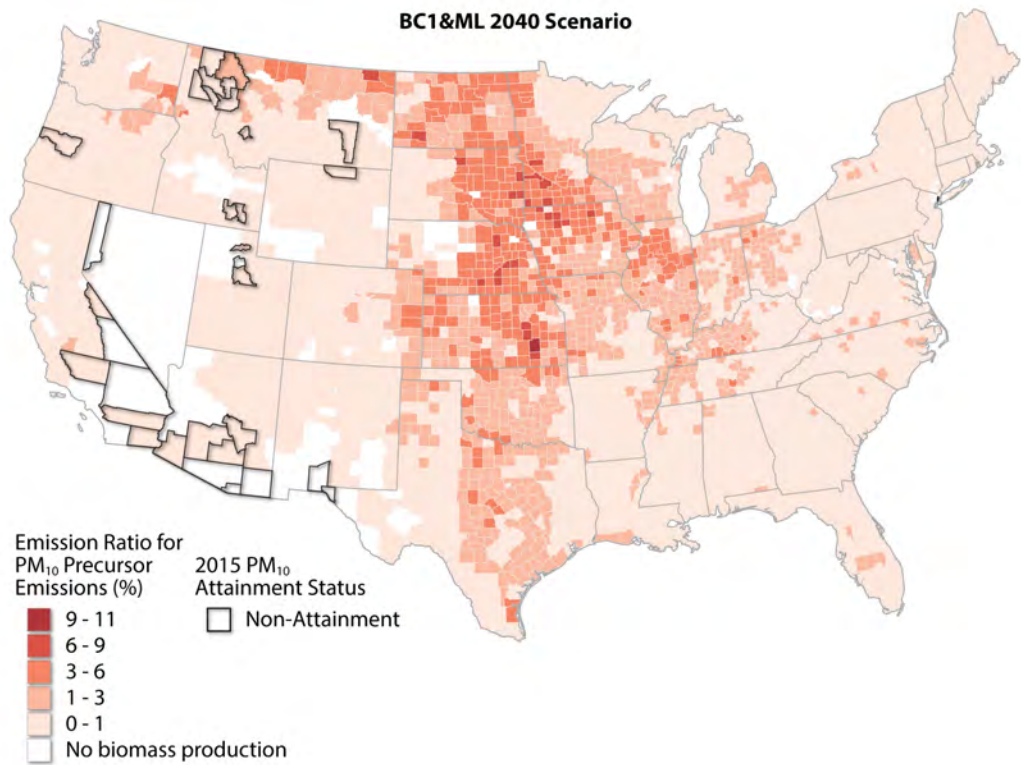 BC1&ML 2040 Scenario
Emission Ratio for
PM₁₀ Precursor
Emissions (%)
9 - 11
6 - 9
3 - 6
1 - 3
0 - 1
No biomass production
2015 PM₁₀
Attainment Status
Non-Attainment